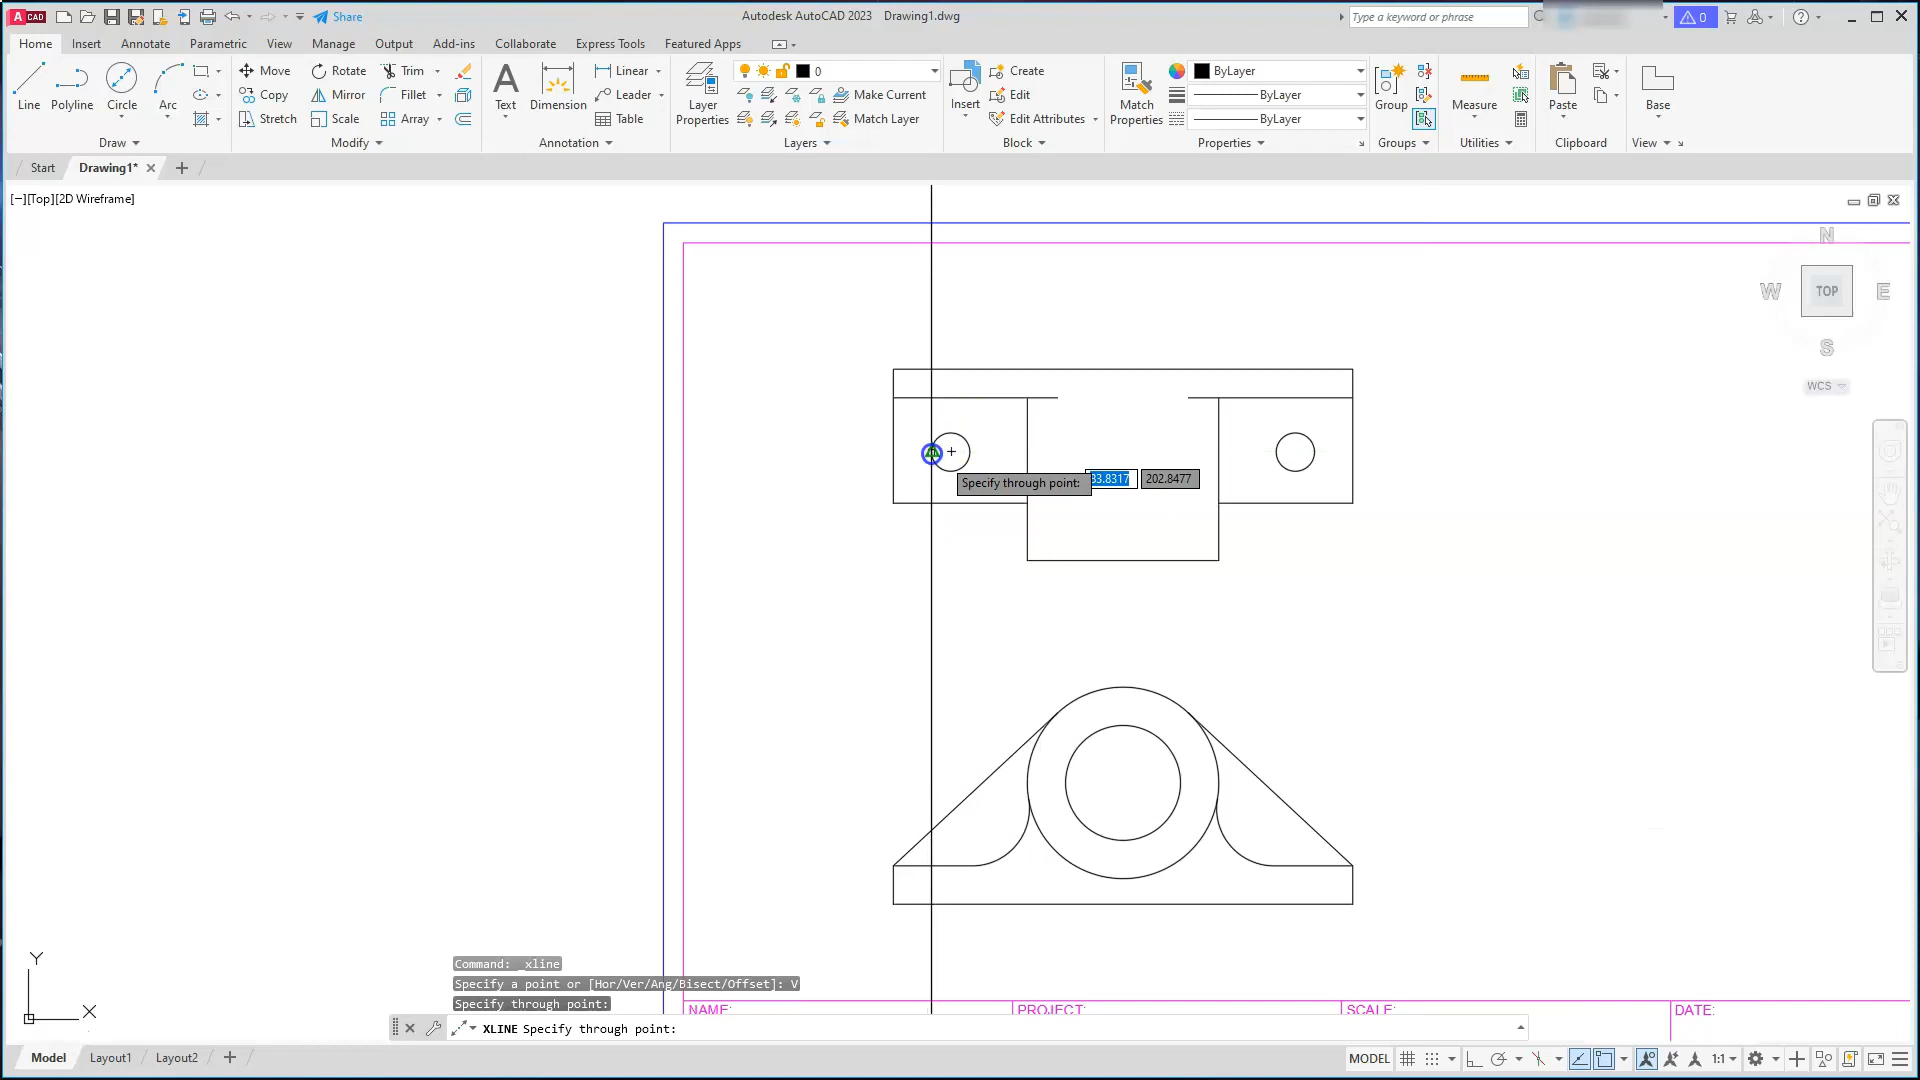 A CAD
Share
Autodesk AutoCAD 2023 Drawing1.dwg
Type a keyword or phrase
0
Home Insert Annotate Parametric View Manage Output Add-ins Collaborate Express Tools Featured Apps
Line Polyline Circle Arc
Move Rotate Trim
Copy Mirror Fillet
Stretch Scale Array
A Text Dimension
Linear
Leader
Table
Layer Properties
0
Make Current
Match Layer
Insert
Create
Edit
Edit Attributes
Match Properties
ByLayer
ByLayer
ByLayer
Group Measure Paste Base
Draw Modify Annotation Layers Block Properties Groups Utilities Clipboard View
Start Drawing1*
[−][Top][2D Wireframe]
N
W TOP E
S
WCS
Specify through point: 33.8317 202.8477
Y
X
Command: _xline
Specify a point or [Hor/Ver/Ang/Bisect/Offset]: V
Specify through point:
NAME: PROJECT: SCALE: DATE:
XLINE Specify through point:
Model Layout1 Layout2
MODEL 1:1